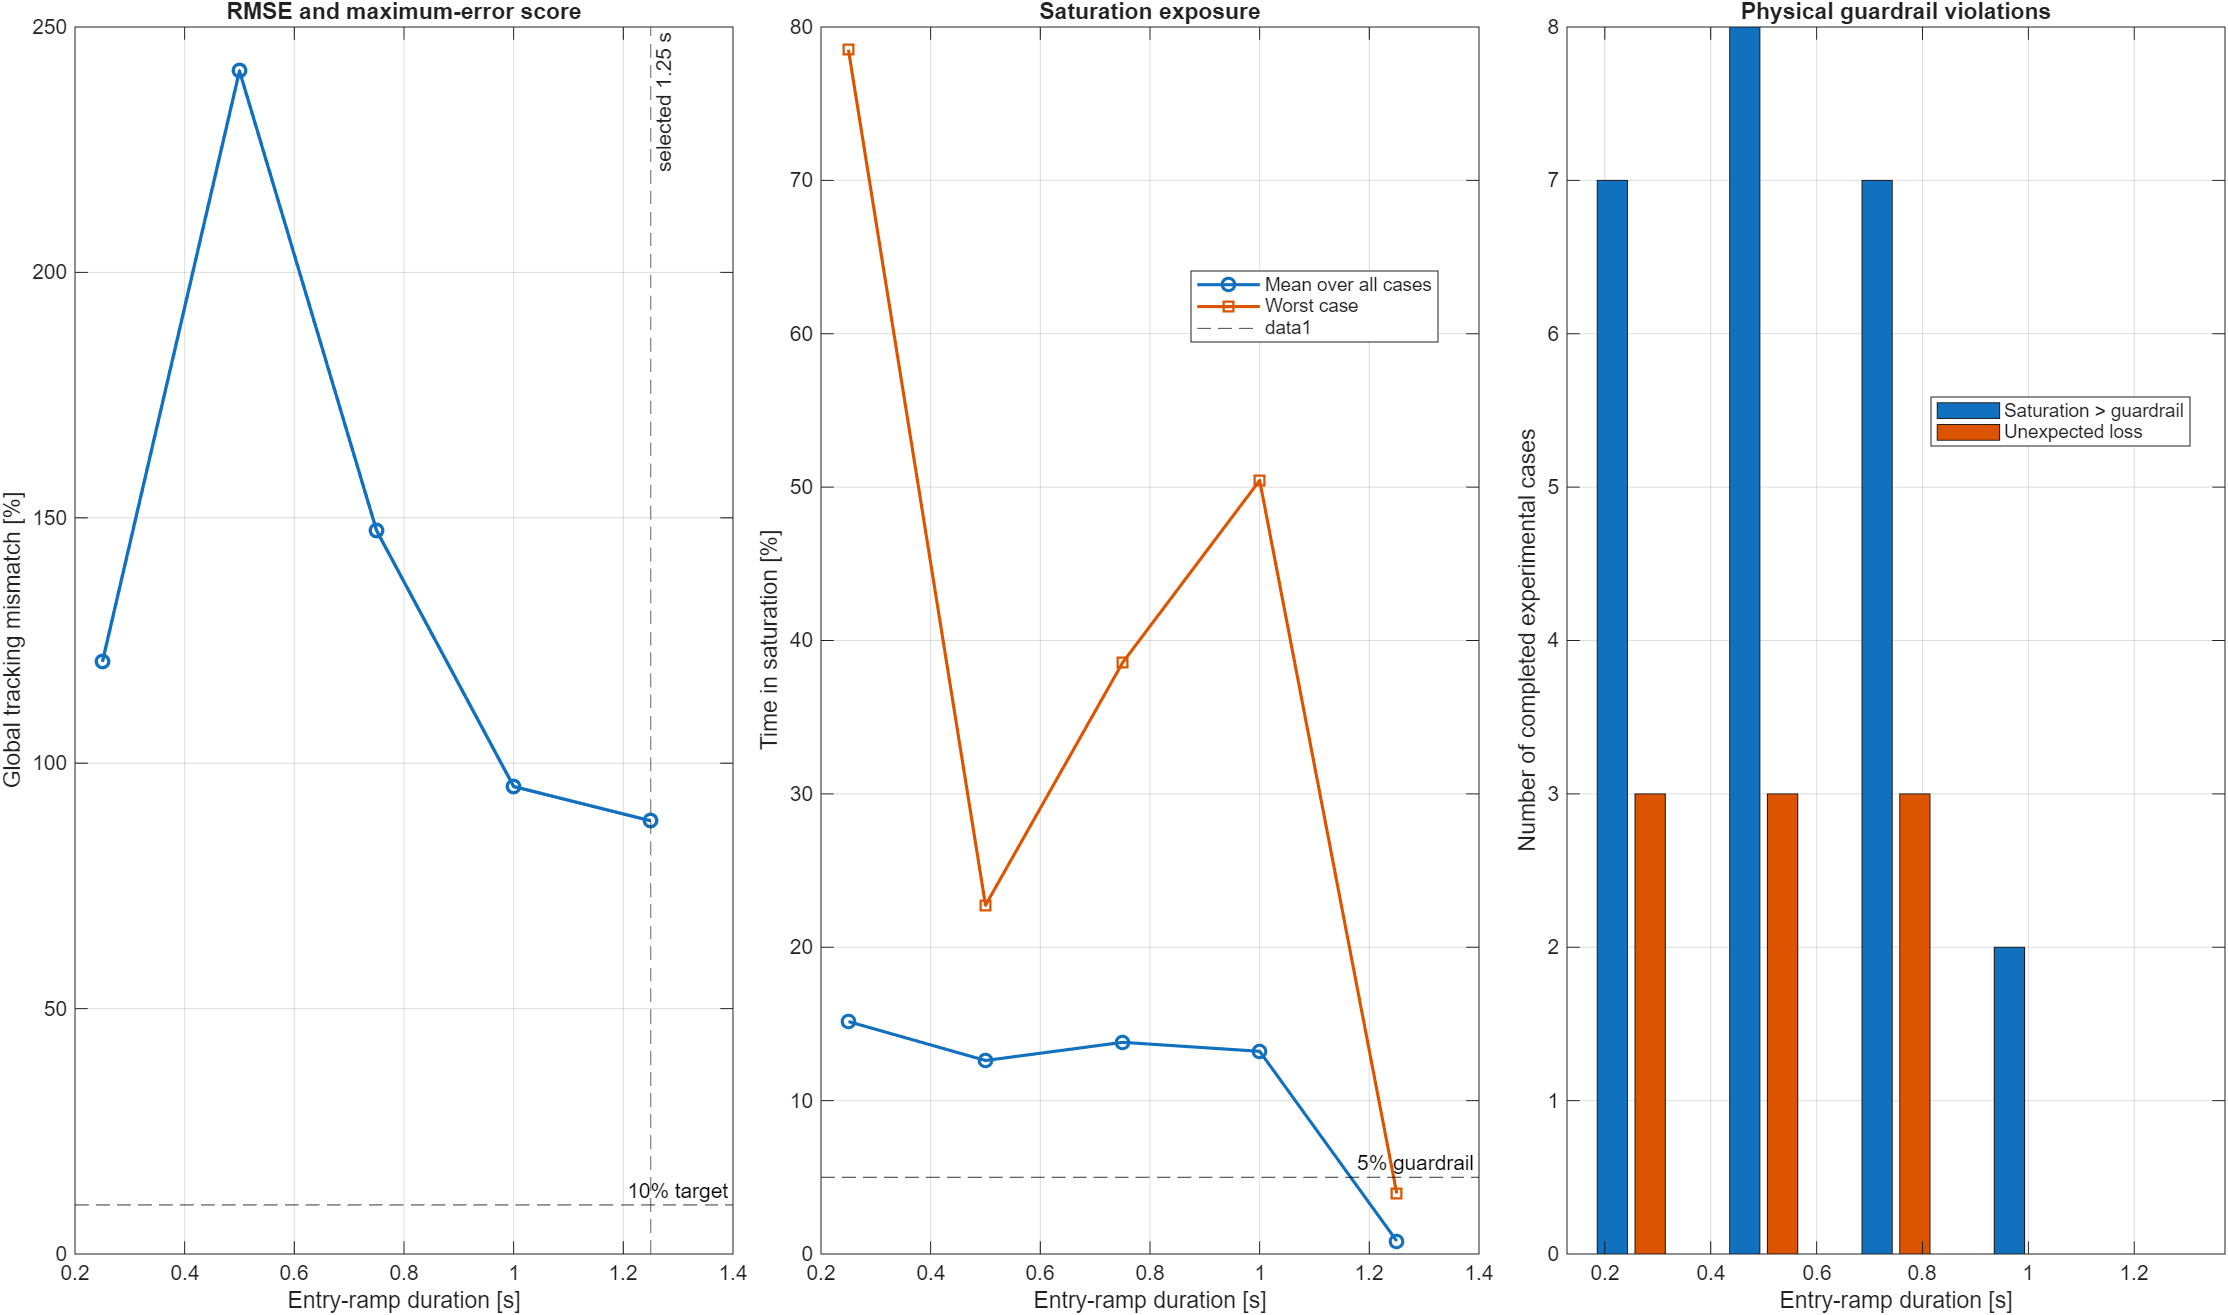 RMSE and maximum-error score
250
200
150
100
50
0
0.2
0.4
0.6
0.8
1
1.2
1.4
Global tracking mismatch [%]
Entry-ramp duration [s]
selected 1.25 s
10% target
Saturation exposure
80
70
60
50
40
30
20
10
0
0.2
0.4
0.6
0.8
1
1.2
1.4
Time in saturation [%]
Entry-ramp duration [s]
Mean over all cases
Worst case
data1
5% guardrail
Physical guardrail violations
8
7
6
5
4
3
2
1
0
0.2
0.4
0.6
0.8
1
1.2
Number of completed experimental cases
Entry-ramp duration [s]
Saturation > guardrail
Unexpected loss